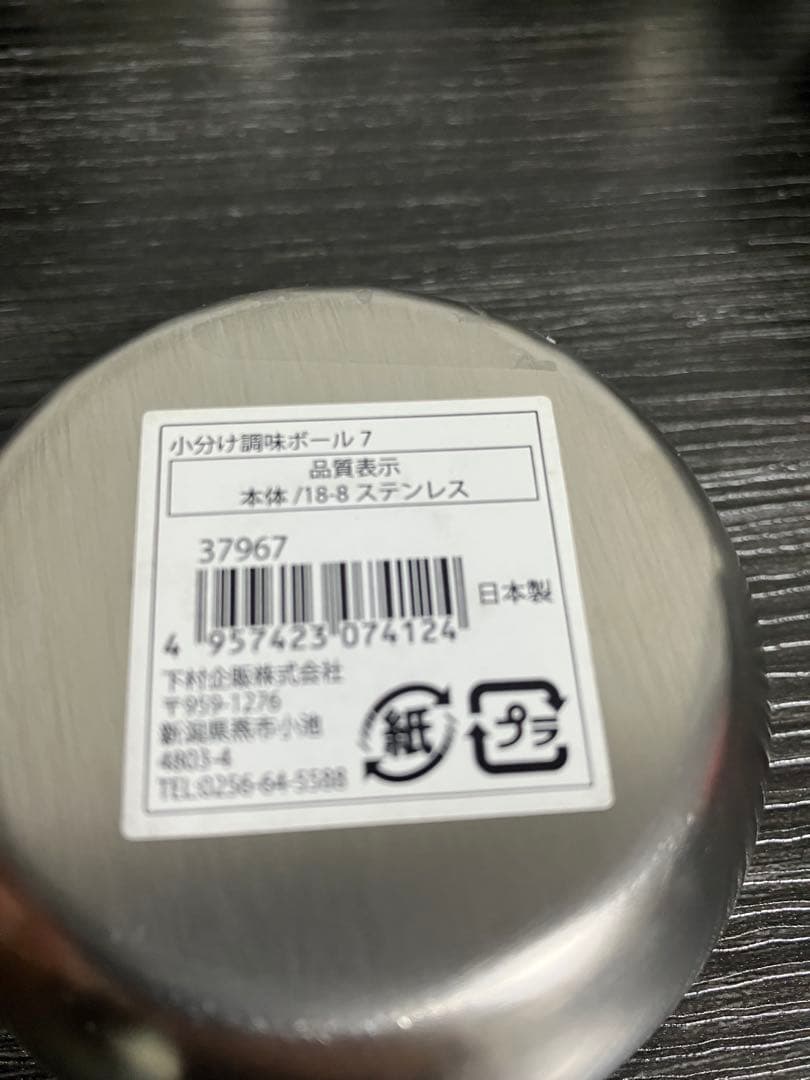 小分け調味ボール 7
品質表示
本体 /18-8 ステンレス
37967
日本製
4 957423 074124
下村企販株式会社
〒959-1276
新潟県燕市小池
4803-4
TEL:0256-64-5588
紙
プラ